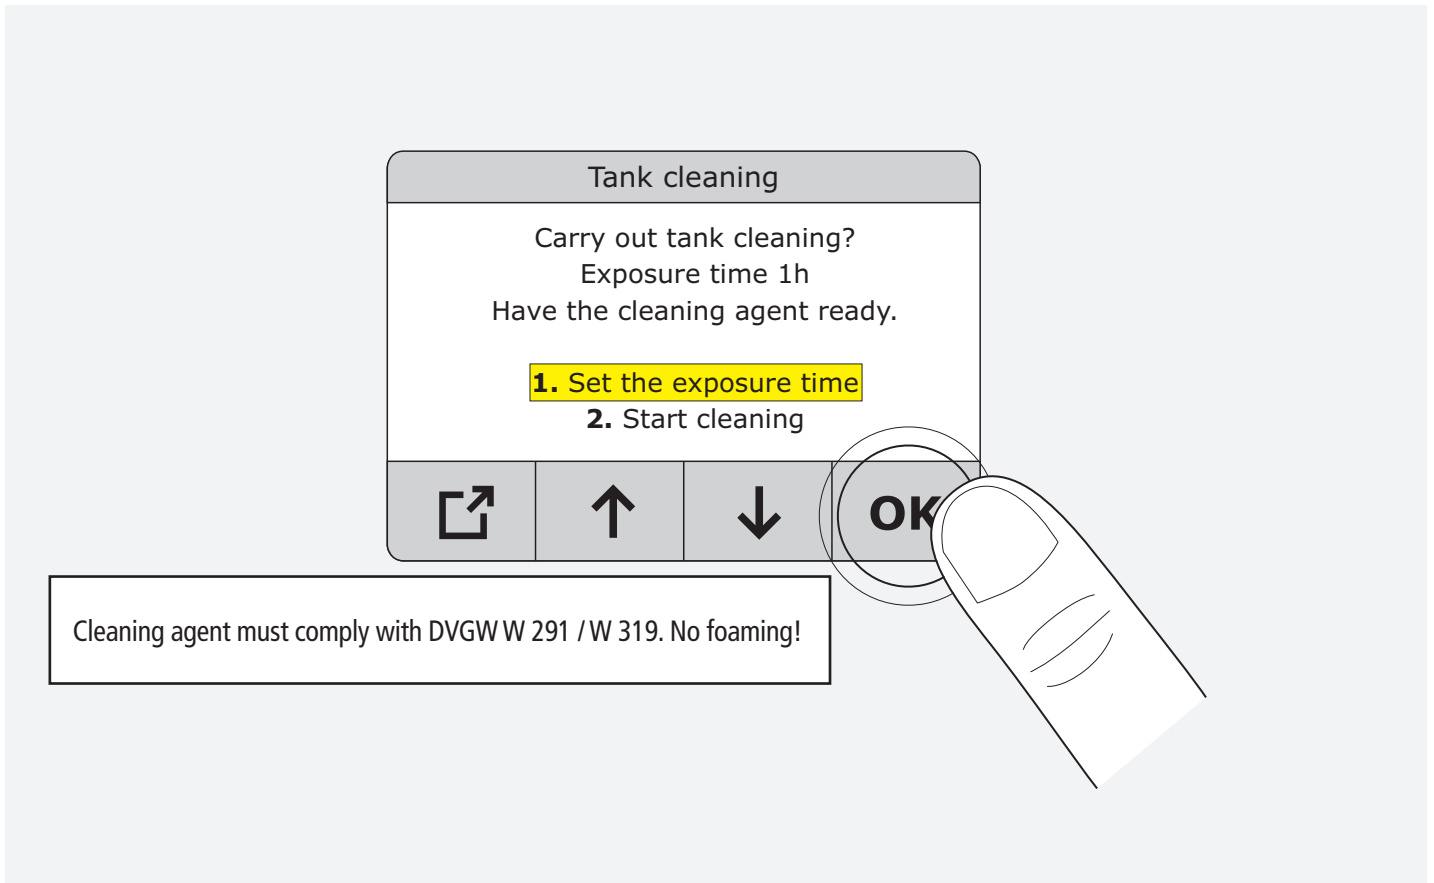 Tank cleaning
Carry out tank cleaning?
Exposure time 1h
Have the cleaning agent ready.
1. Set the exposure time
2. Start cleaning
OK
Cleaning agent must comply with DVGW W 291 / W 319. No foaming!